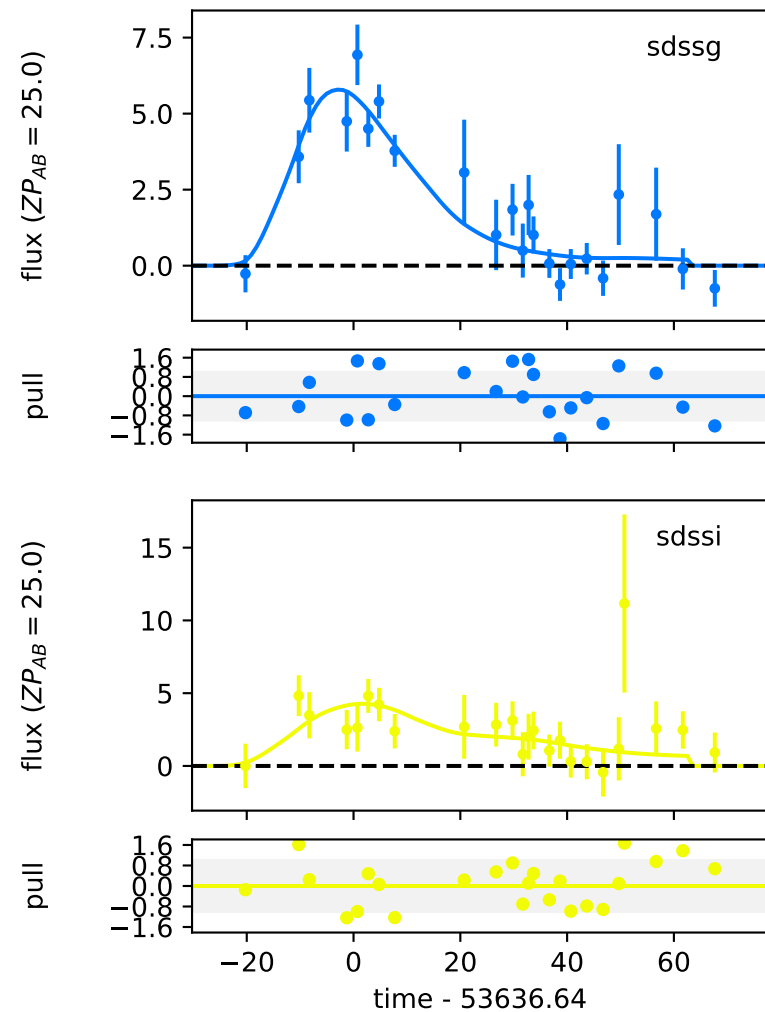 sdssg
flux (ZP_AB = 25.0)
7.5
5.0
2.5
0.0
pull
1.6
0.8
0.0
−0.8
−1.6
sdssi
flux (ZP_AB = 25.0)
15
10
5
0
pull
1.6
0.8
0.0
−0.8
−1.6
−20 0 20 40 60
time - 53636.64